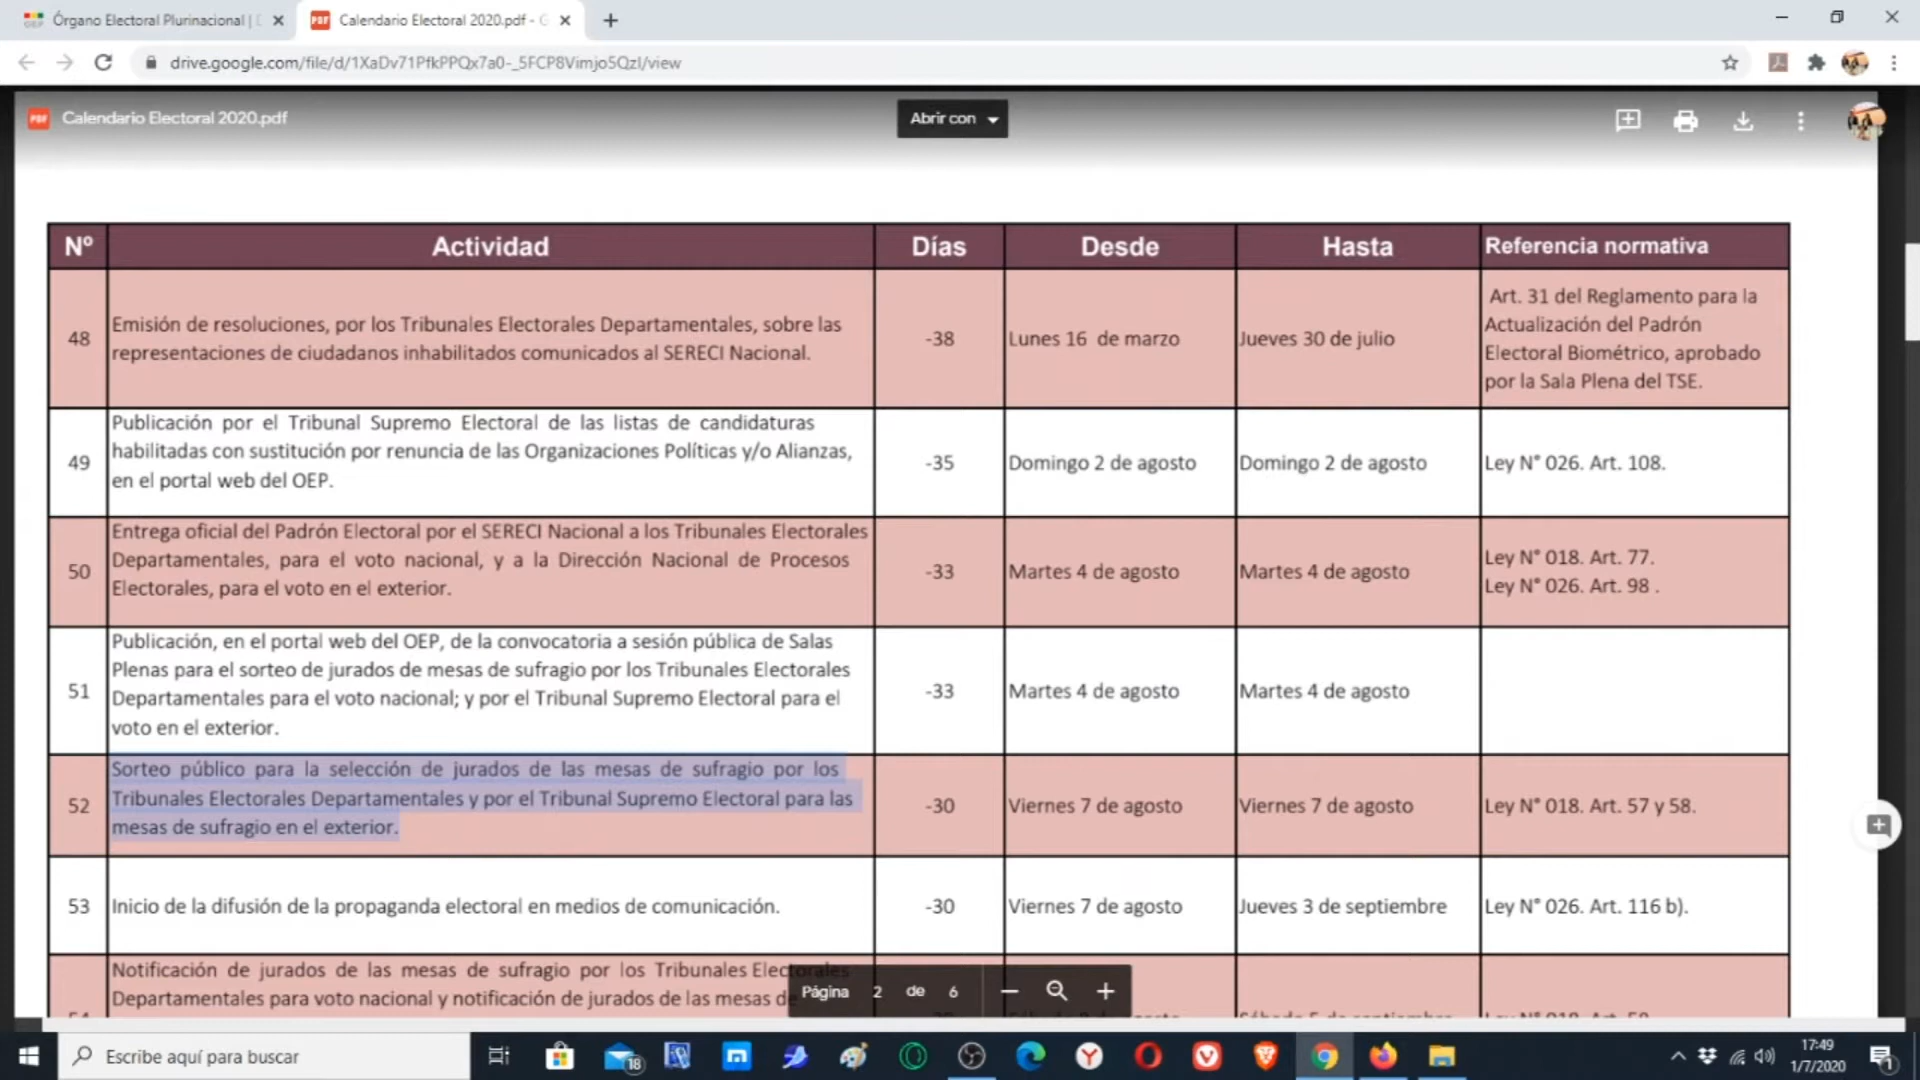 Órgano Electoral Plurinacional |
Calendario Electoral 2020.pdf - G
drive.google.com/file/d/1XaDv71PfkPPQx7a0-_5FCP8Vimjo5QzI/view
PDF
Calendario Electoral 2020.pdf
Abrir con
Nº Actividad Días Desde Hasta Referencia normativa
48
Emisión de resoluciones, por los Tribunales Electorales Departamentales, sobre las
representaciones de ciudadanos inhabilitados comunicados al SERECI Nacional.
-38
Lunes 16 de marzo
Jueves 30 de julio
Art. 31 del Reglamento para la
Actualización del Padrón
Electoral Biométrico, aprobado
por la Sala Plena del TSE.
49
Publicación por el Tribunal Supremo Electoral de las listas de candidaturas
habilitadas con sustitución por renuncia de las Organizaciones Políticas y/o Alianzas,
en el portal web del OEP.
-35
Domingo 2 de agosto
Domingo 2 de agosto
Ley N° 026. Art. 108.
50
Entrega oficial del Padrón Electoral por el SERECI Nacional a los Tribunales Electorales
Departamentales, para el voto nacional, y a la Dirección Nacional de Procesos
Electorales, para el voto en el exterior.
-33
Martes 4 de agosto
Martes 4 de agosto
Ley N° 018. Art. 77.
Ley N° 026. Art. 98 .
51
Publicación, en el portal web del OEP, de la convocatoria a sesión pública de Salas
Plenas para el sorteo de jurados de mesas de sufragio por los Tribunales Electorales
Departamentales para el voto nacional; y por el Tribunal Supremo Electoral para el
voto en el exterior.
-33
Martes 4 de agosto
Martes 4 de agosto
52
Sorteo público para la selección de jurados de las mesas de sufragio por los
Tribunales Electorales Departamentales y por el Tribunal Supremo Electoral para las
mesas de sufragio en el exterior.
-30
Viernes 7 de agosto
Viernes 7 de agosto
Ley N° 018. Art. 57 y 58.
53
Inicio de la difusión de la propaganda electoral en medios de comunicación.
-30
Viernes 7 de agosto
Jueves 3 de septiembre
Ley N° 026. Art. 116 b).
Notificación de jurados de las mesas de sufragio por los Tribunales Electorales
Departamentales para voto nacional y notificación de jurados de las mesas de
Página 2 de 6
Escribe aquí para buscar
18
17:49
1/7/2020
1